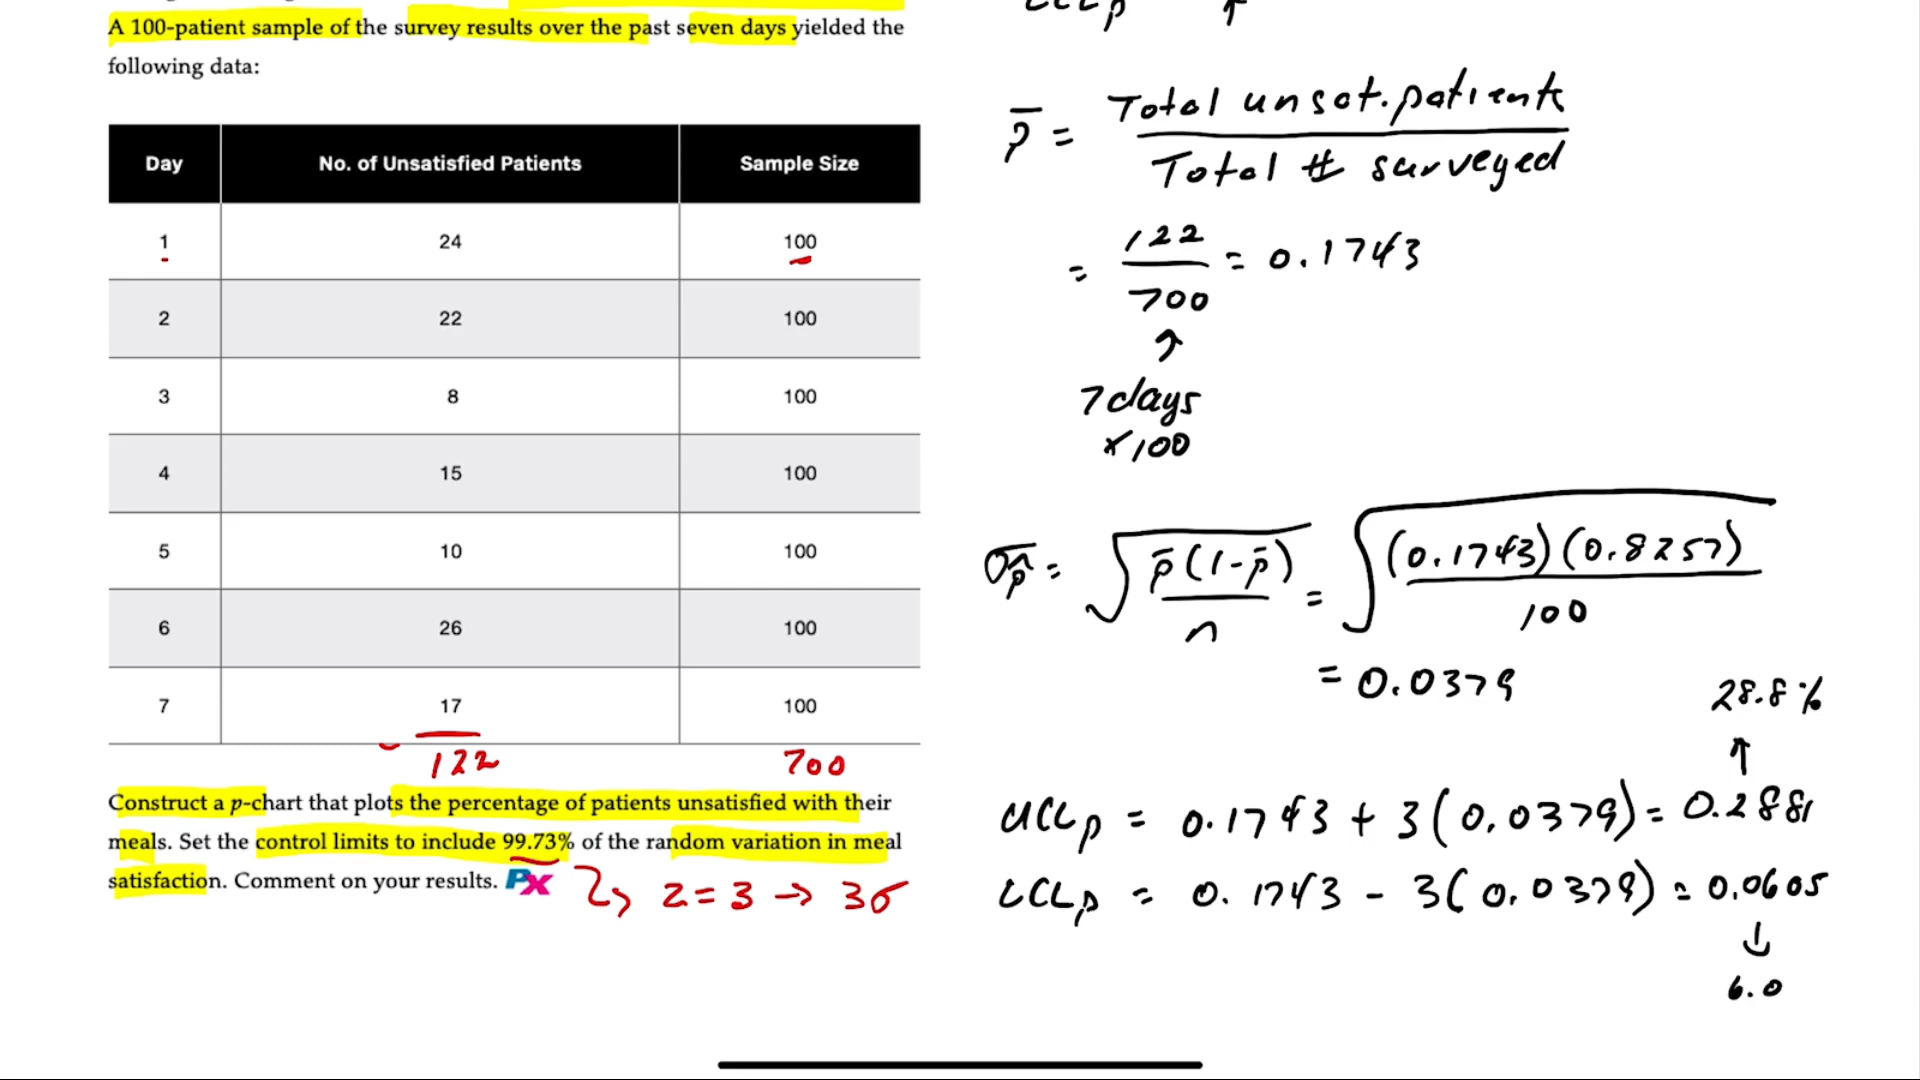 A 100-patient sample of the survey results over the past seven days yielded the
following data:
Day No. of Unsatisfied Patients Sample Size
1 24 100
2 22 100
3 8 100
4 15 100
5 10 100
6 26 100
7 17 100
122 700
Construct a p-chart that plots the percentage of patients unsatisfied with their
meals. Set the control limits to include 99.73% of the random variation in meal
satisfaction. Comment on your results. PX
z = 3 → 3σ
LCLp ↑
p̄ = Total unsat. patients / Total # surveyed
= 122 / 700 = 0.1743
↑
7 days
× 100
σp̂ = √(p̄(1-p̄) / n) = √((0.1743)(0.8257) / 100)
= 0.0379
28.8%
↑
UCLp = 0.1743 + 3(0.0379) = 0.2881
LCLp = 0.1743 - 3(0.0379) = 0.0605
↓
6.0